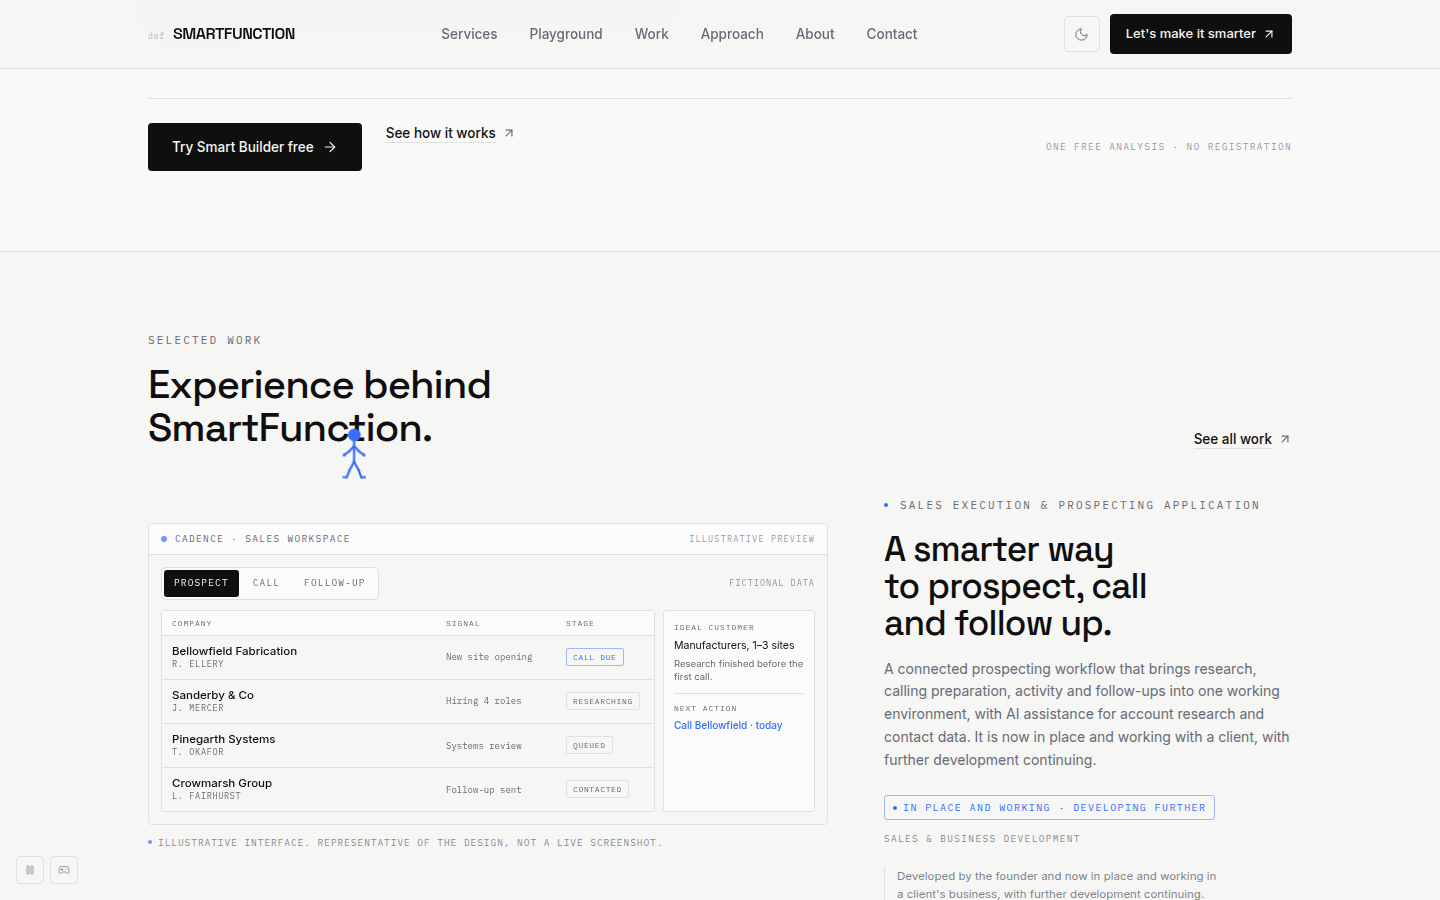 def SMARTFUNCTION
Services
Playground
Work
Approach
About
Contact
Let's make it smarter
Try Smart Builder free
See how it works
ONE FREE ANALYSIS · NO REGISTRATION
SELECTED WORK
Experience behind
SmartFunction.
See all work
CADENCE - SALES WORKSPACE
ILLUSTRATIVE PREVIEW
PROSPECT
CALL
FOLLOW-UP
FICTIONAL DATA
COMPANY
SIGNAL
STAGE
Bellowfield Fabrication
R. ELLERY
New site opening
CALL DUE
Sanderby & Co
J. MERCER
Hiring 4 roles
RESEARCHING
Pinegarth Systems
T. OKAFOR
Systems review
QUEUED
Crowmarsh Group
L. FAIRHURST
Follow-up sent
CONTACTED
IDEAL CUSTOMER
Manufacturers, 1–3 sites
Research finished before the
first call.
NEXT ACTION
Call Bellowfield · today
ILLUSTRATIVE INTERFACE. REPRESENTATIVE OF THE DESIGN, NOT A LIVE SCREENSHOT.
SALES EXECUTION & PROSPECTING APPLICATION
A smarter way
to prospect, call
and follow up.
A connected prospecting workflow that brings research,
calling preparation, activity and follow-ups into one working
environment, with AI assistance for account research and
contact data. It is now in place and working with a client, with
further development continuing.
IN PLACE AND WORKING · DEVELOPING FURTHER
SALES & BUSINESS DEVELOPMENT
Developed by the founder and now in place and working in
a client's business, with further development continuing.